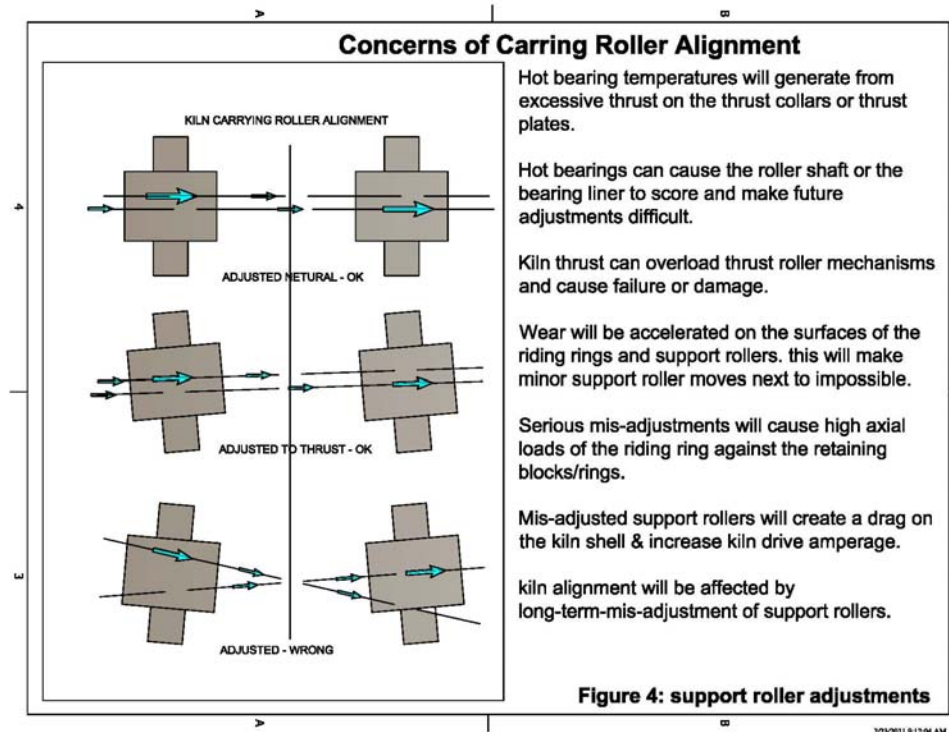 A
B
Concerns of Carring Roller Alignment
KILN CARRYING ROLLER ALIGNMENT
ADJUSTED NETURAL - OK
ADJUSTED TO THRUST - OK
ADJUSTED - WRONG
4
3
Hot bearing temperatures will generate from
excessive thrust on the thrust collars or thrust
plates.
Hot bearings can cause the roller shaft or the
bearing liner to score and make future
adjustments difficult.
Kiln thrust can overload thrust roller mechanisms
and cause failure or damage.
Wear will be accelerated on the surfaces of the
riding rings and support rollers. this will make
minor support roller moves next to impossible.
Serious mis-adjustments will cause high axial
loads of the riding ring against the retaining
blocks/rings.
Mis-adjusted support rollers will create a drag on
the kiln shell & increase kiln drive amperage.
kiln alignment will be affected by
long-term-mis-adjustment of support rollers.
Figure 4: support roller adjustments
A
B